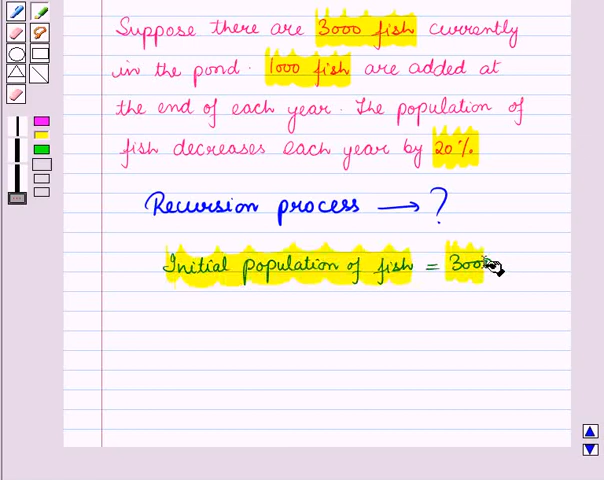 Suppose there are 3000 fish currently
in the pond. 1000 fish are added at
the end of each year. The population of
fish decreases each year by 20%.
Recursion process → ?
Initial population of fish = 3000